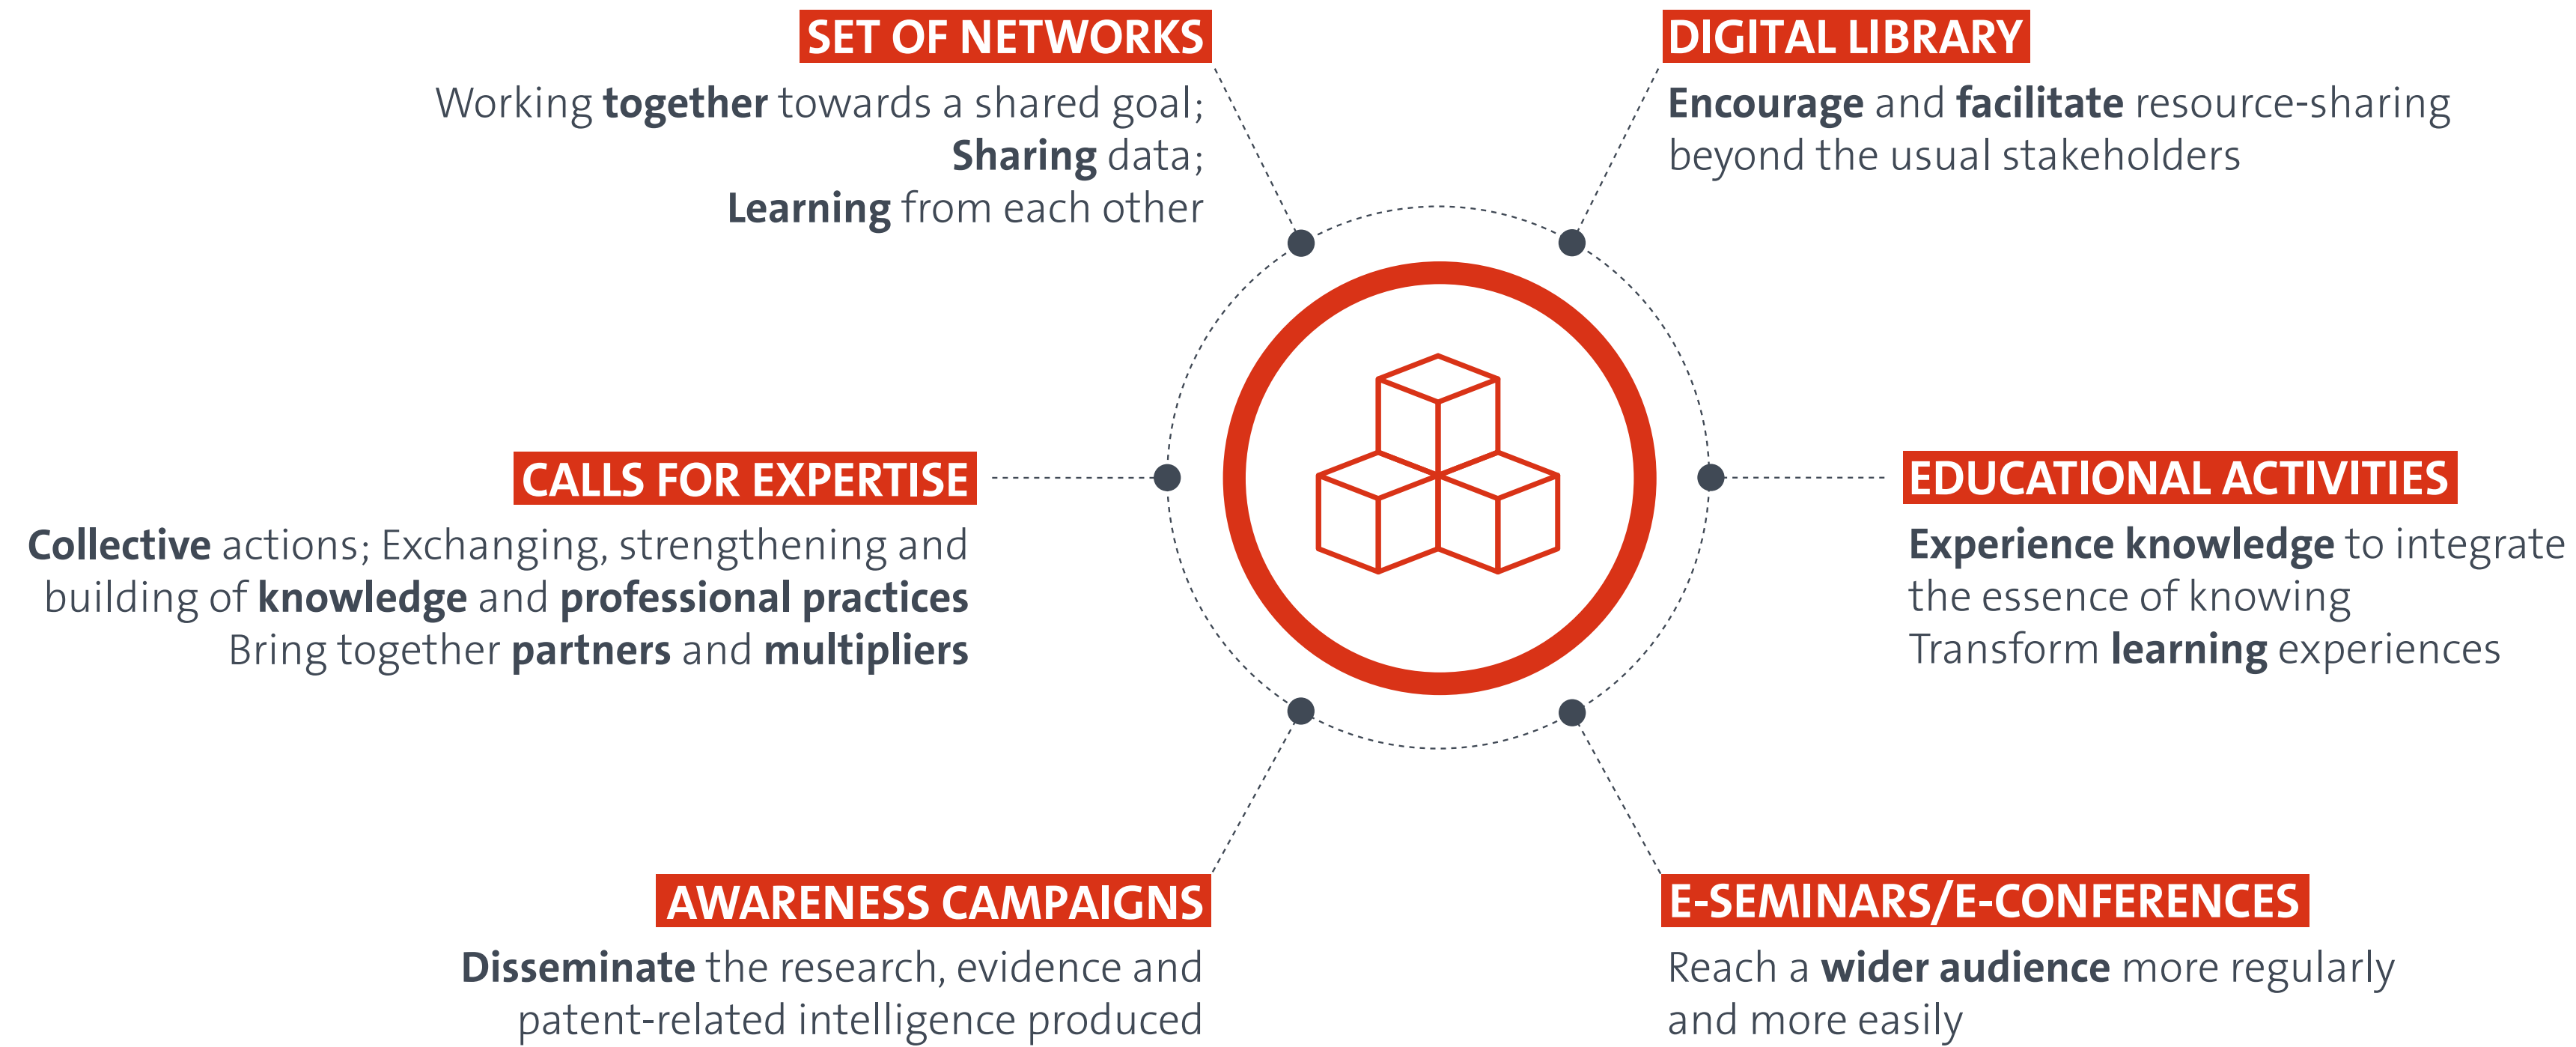 SET OF NETWORKS
Working together towards a shared goal;
Sharing data;
Learning from each other
DIGITAL LIBRARY
Encourage and facilitate resource-sharing
beyond the usual stakeholders
CALLS FOR EXPERTISE
Collective actions; Exchanging, strengthening and
building of knowledge and professional practices
Bring together partners and multipliers
EDUCATIONAL ACTIVITIES
Experience knowledge to integrate
the essence of knowing
Transform learning experiences
AWARENESS CAMPAIGNS
Disseminate the research, evidence and
patent-related intelligence produced
E-SEMINARS/E-CONFERENCES
Reach a wider audience more regularly
and more easily